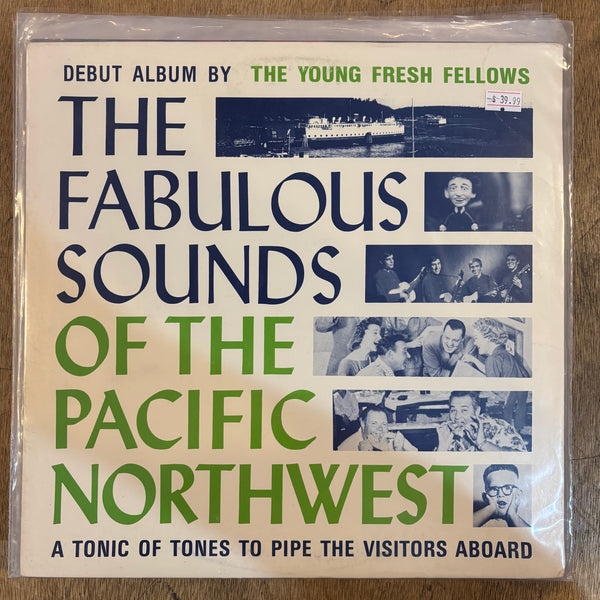 DEBUT ALBUM BY THE YOUNG FRESH FELLOWS
$ 39.99
THE
FABULOUS
SOUNDS
OF THE
PACIFIC
NORTHWEST
A TONIC OF TONES TO PIPE THE VISITORS ABOARD